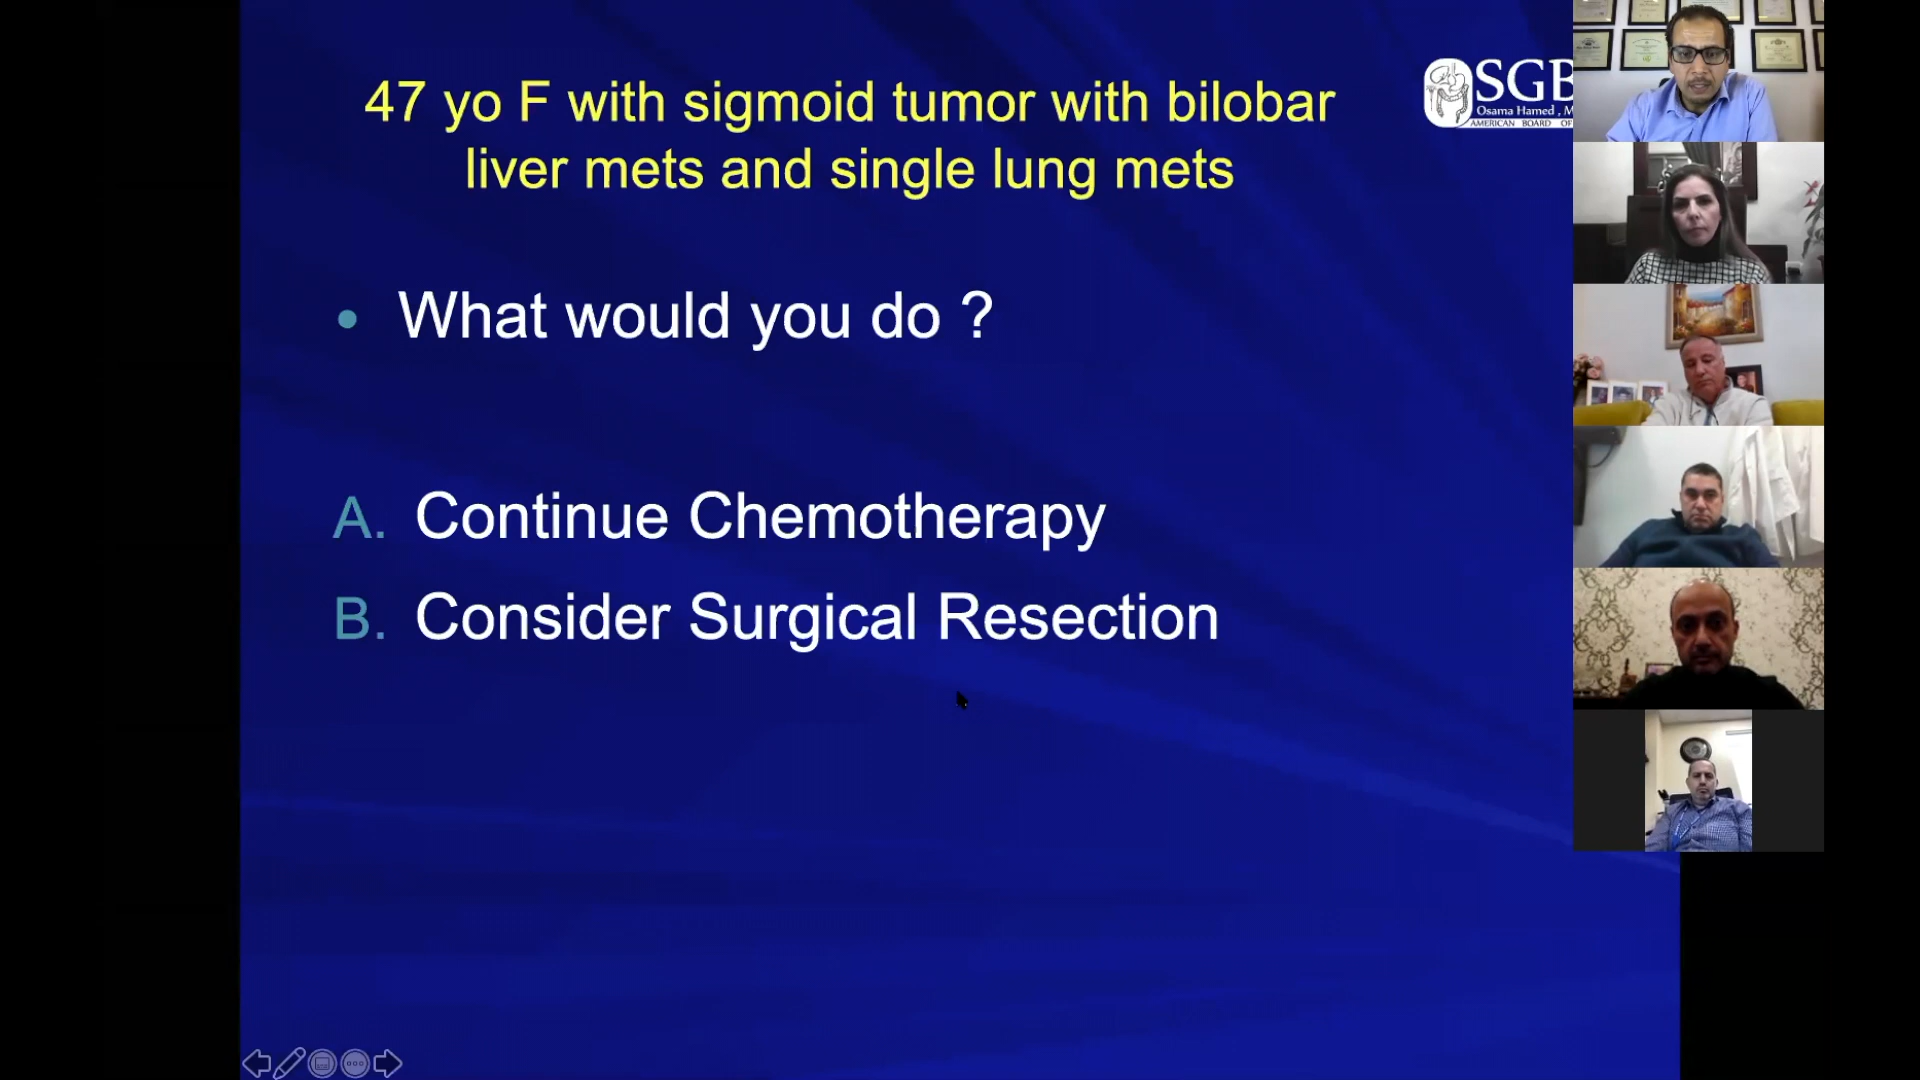 47 yo F with sigmoid tumor with bilobar
liver mets and single lung mets
SGB
Osama Hamed , M
AMERICAN BOARD OF
• What would you do ?
A. Continue Chemotherapy
B. Consider Surgical Resection